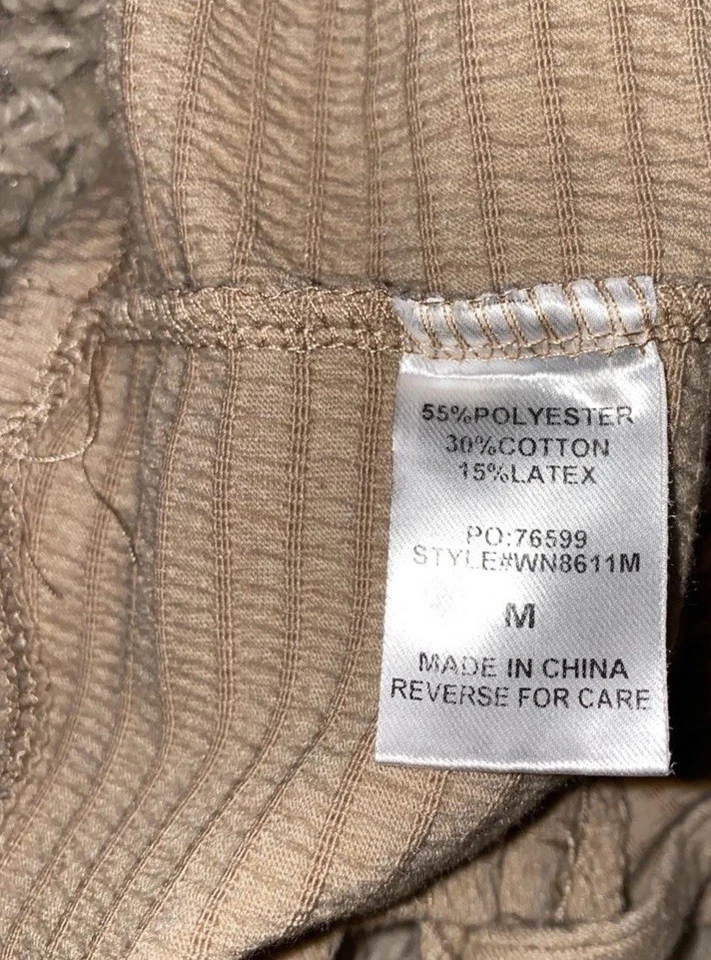 55%POLYESTER
30%COTTON
15%LATEX
PO:76599
STYLE#WN8611M
M
MADE IN CHINA
REVERSE FOR CARE